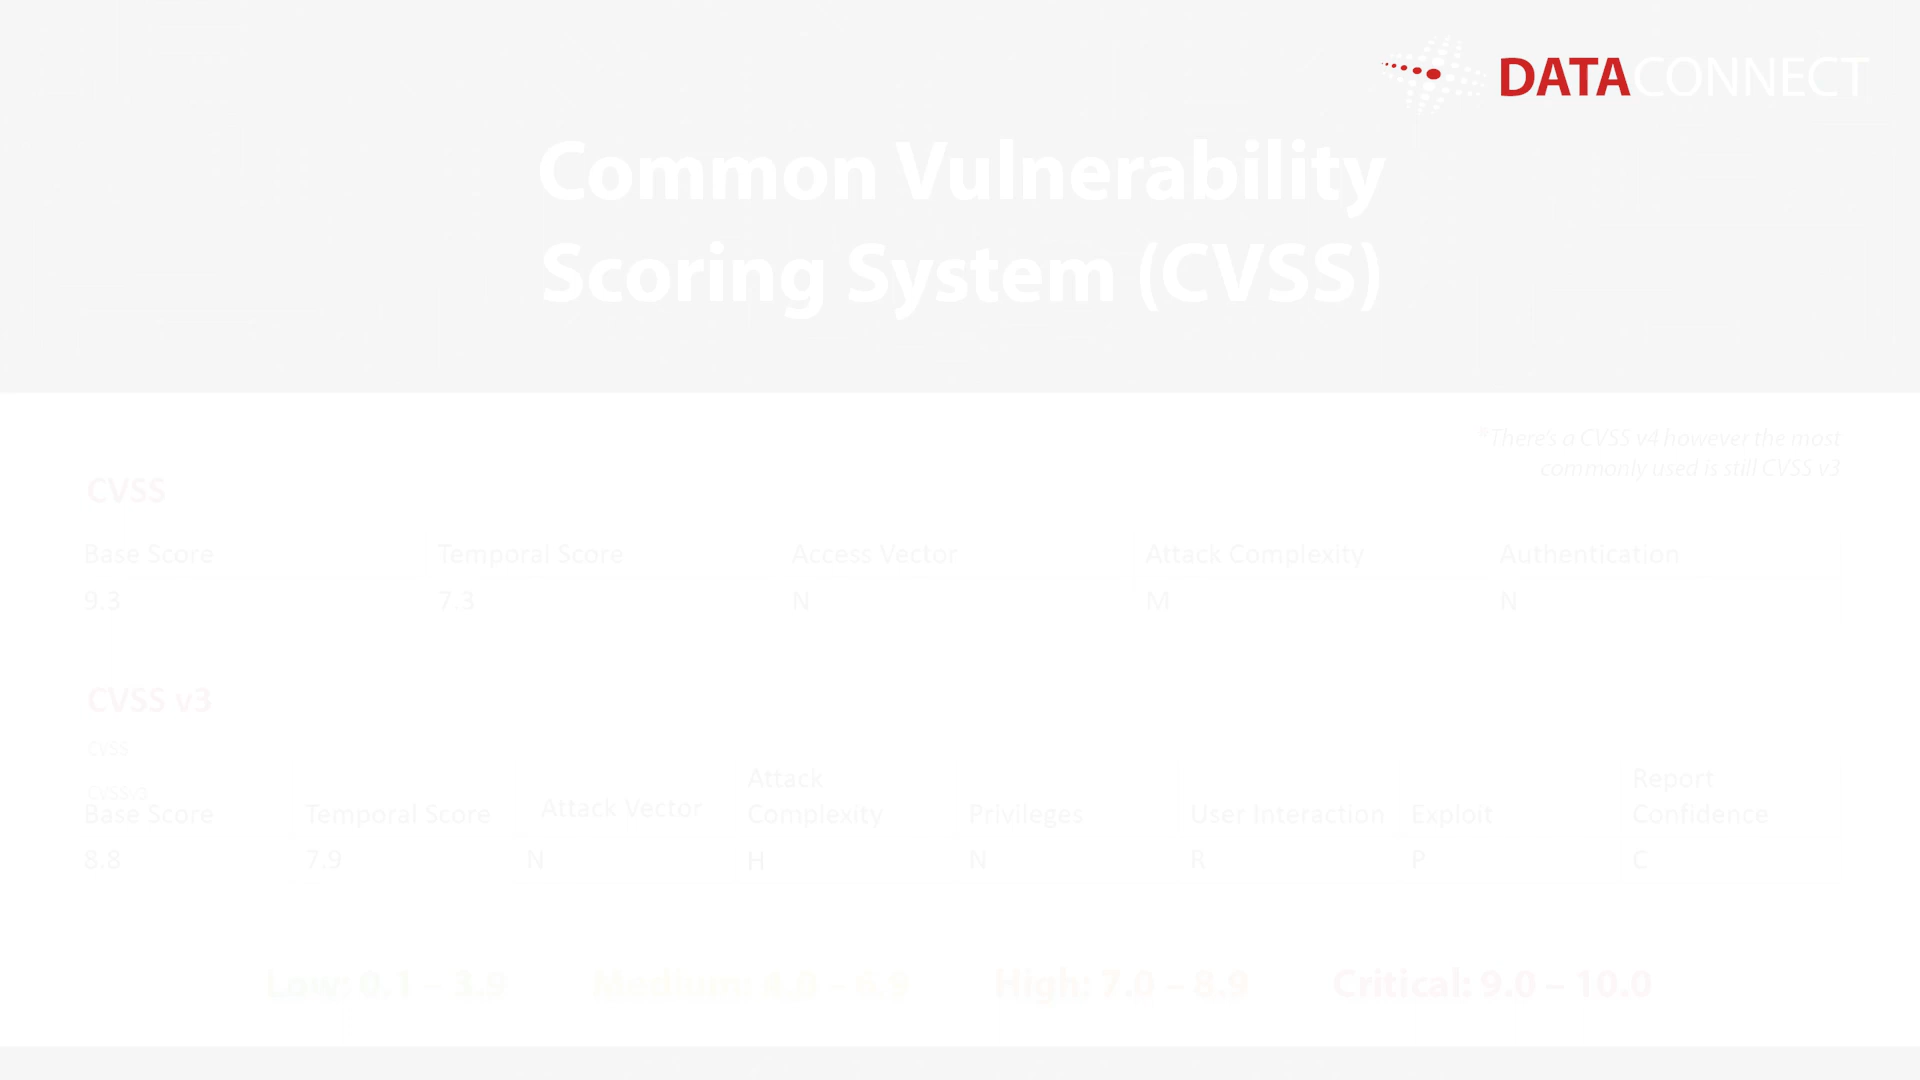 DATACONNECT
Common Vulnerability
Scoring System (CVSS)
*There's a CVSS v4 however the most
commonly used is still CVSS v3
CVSS
Base Score Temporal Score Access Vector Attack Complexity Authentication
9.3 7.3 N M N
CVSS v3
CVSS
CVSSv3
Base Score Temporal Score Attack Vector Attack Complexity Privileges User Interaction Exploit Report Confidence
8.8 7.9 N H N R P C
Low: 0.1 – 3.9 Medium: 4.0 – 6.9 High: 7.0 – 8.9 Critical: 9.0 – 10.0